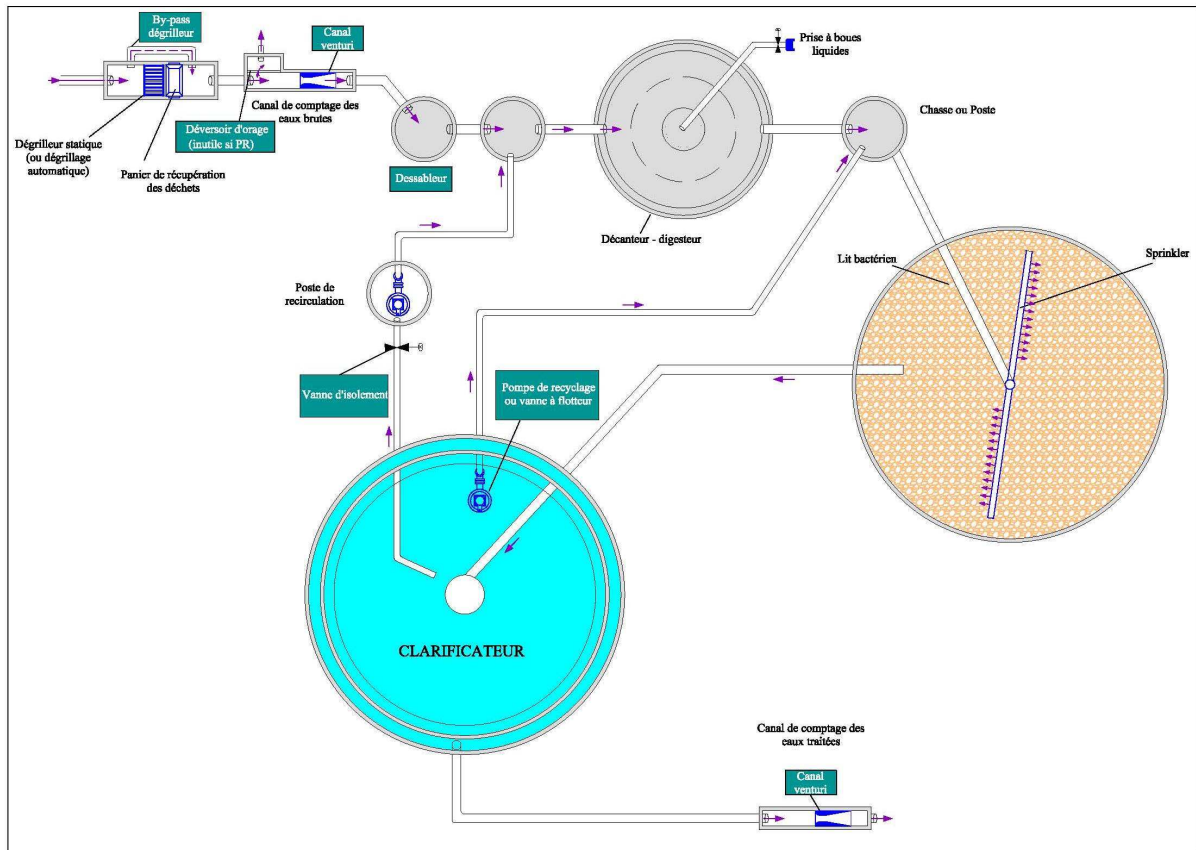 By-pass
dégrilleur
Canal
venturi
Prise à boues
liquides
Canal de comptage des
eaux brutes
Chasse ou Poste
Déversoir d'orage
(inutile si PR)
Dégrilleur statique
(ou dégrillage
automatique)
Panier de récupération
des déchets
Dessableur
Décanteur - digesteur
Lit bactérien
Sprinkler
Poste de
recirculation
Vanne d'isolement
Pompe de recyclage
ou vanne à flotteur
CLARIFICATEUR
Canal de comptage des
eaux traitées
Canal
venturi